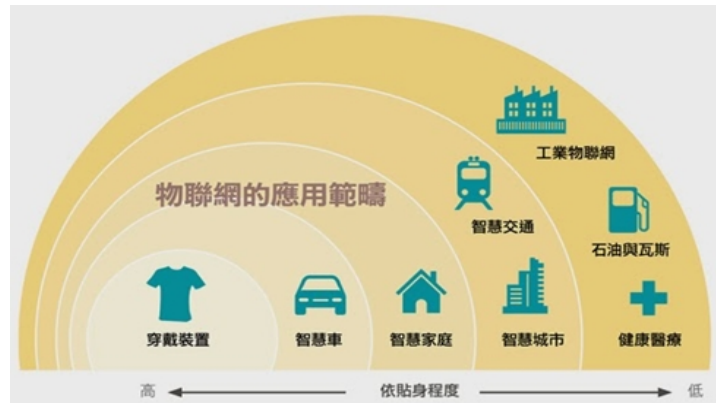 工業物聯網
物聯網的應用範疇
智慧交通
石油與瓦斯
穿戴裝置 智慧車 智慧家庭 智慧城市 健康醫療
高 依貼身程度 低